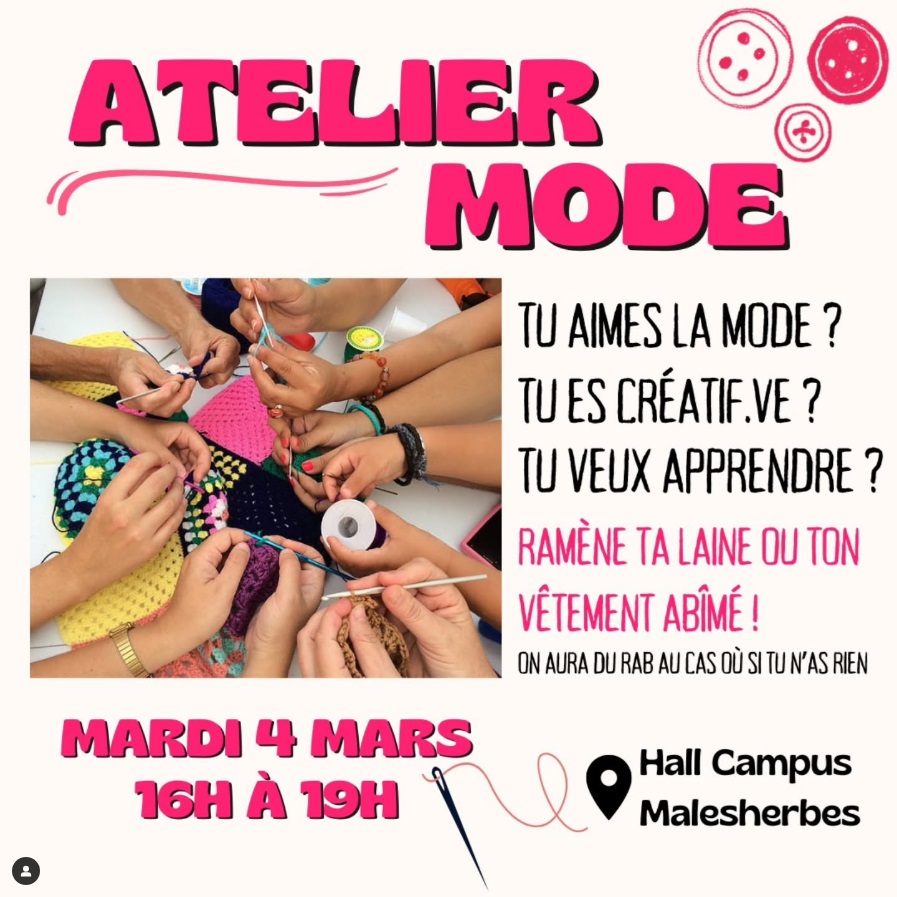 ATELIER
MODE
TU AIMES LA MODE ?
TU ES CRÉATIF.VE ?
TU VEUX APPRENDRE ?
RAMÈNE TA LAINE OU TON
VÊTEMENT ABÎMÉ !
ON AURA DU RAB AU CAS OÙ SI TU N'AS RIEN
MARDI 4 MARS
16H À 19H
Hall Campus
Malesherbes